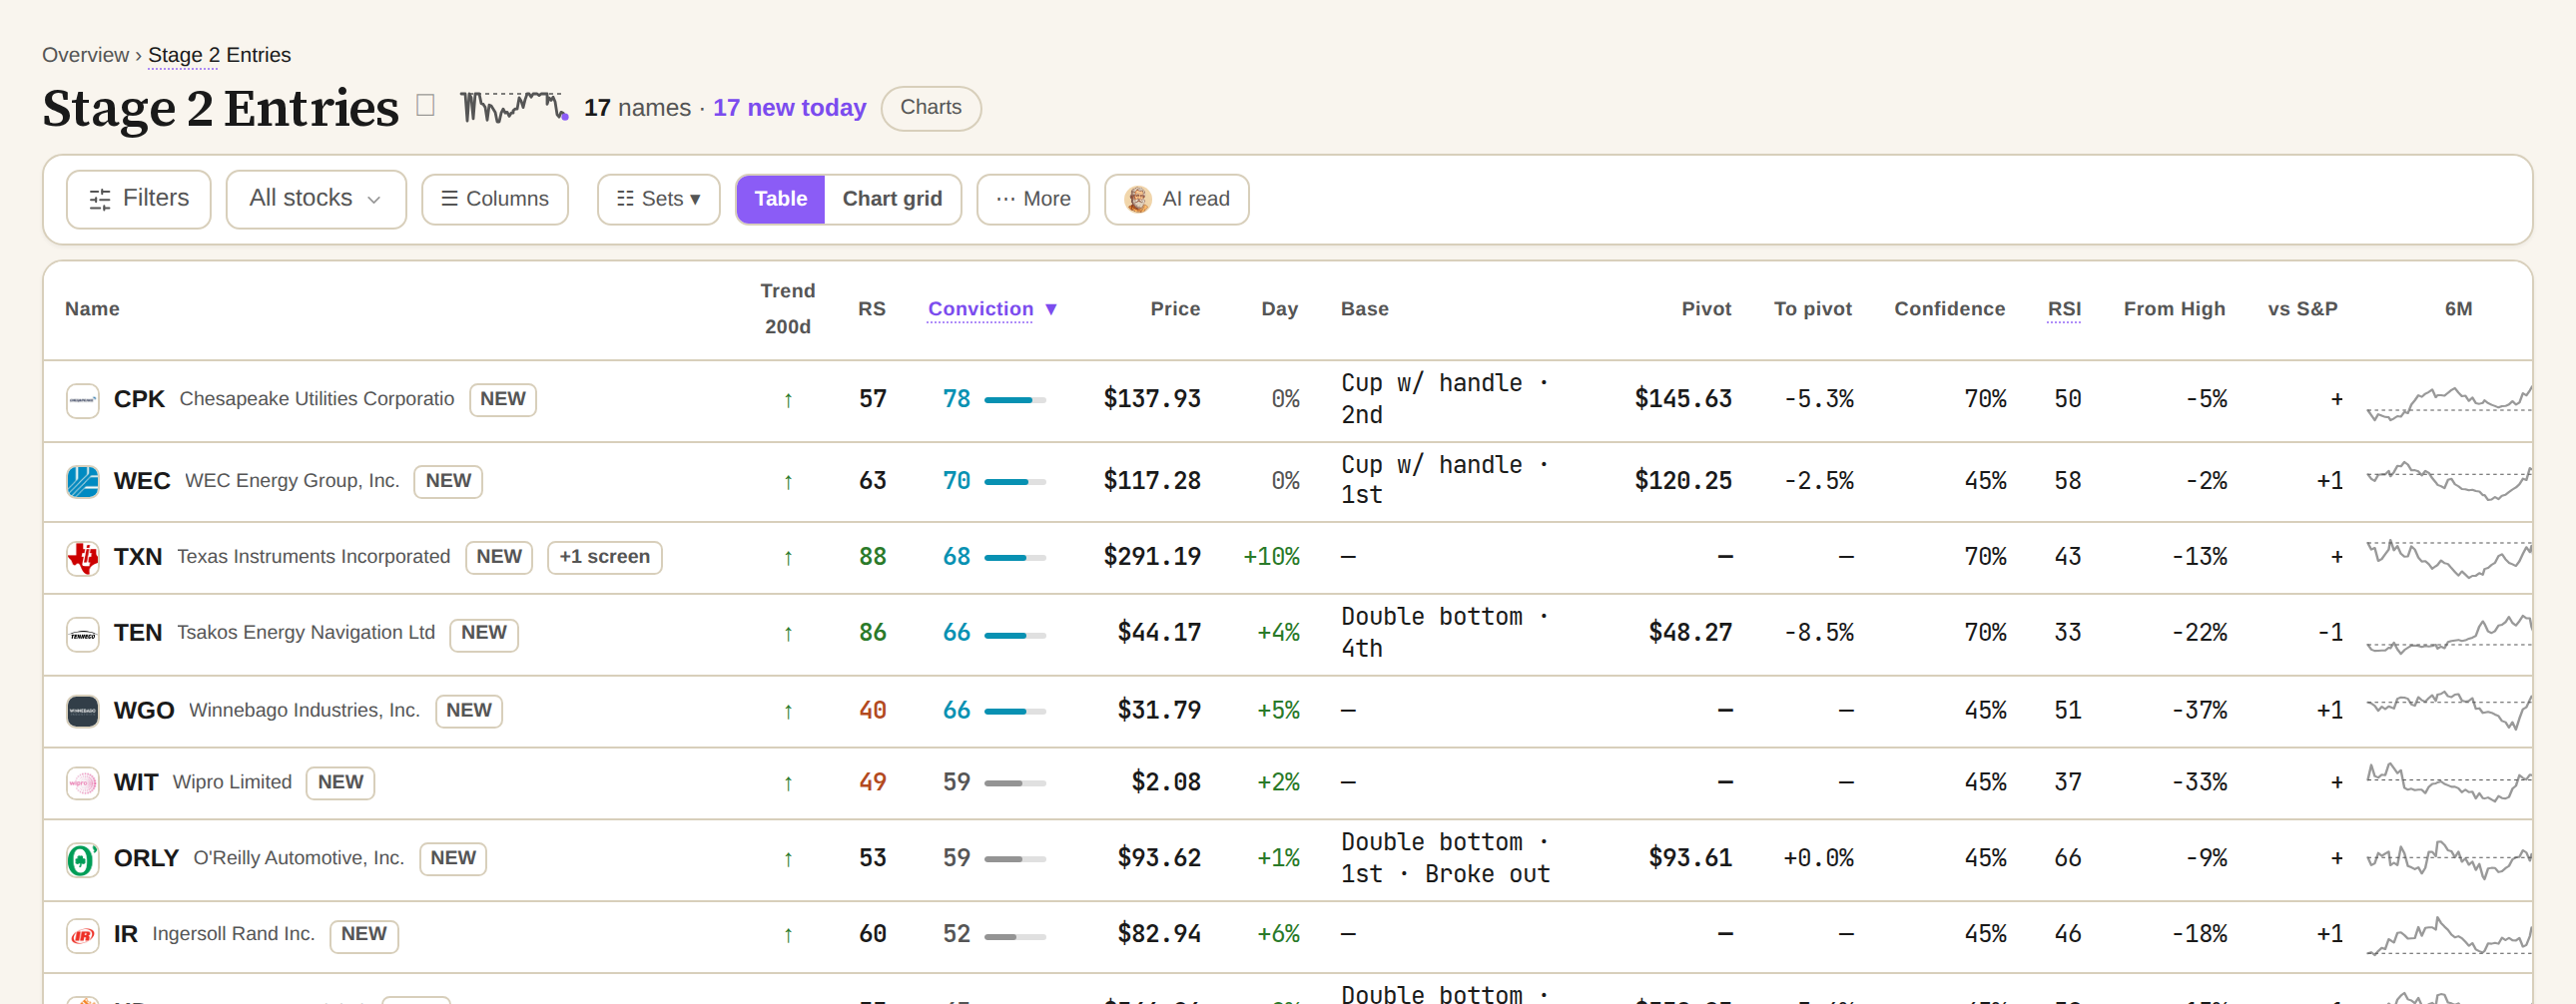 Overview › Stage 2 Entries
Stage 2 Entries 17 names · 17 new today Charts
Filters All stocks Columns Sets ▾ Table Chart grid ⋯ More AI read
Name Trend 200d RS Conviction ▼ Price Day Base Pivot To pivot Confidence RSI From High vs S&P 6M
CPK Chesapeake Utilities Corporatio NEW ↑ 57 78 $137.93 0% Cup w/ handle · 2nd $145.63 -5.3% 70% 50 -5% +
WEC WEC Energy Group, Inc. NEW ↑ 63 70 $117.28 0% Cup w/ handle · 1st $120.25 -2.5% 45% 58 -2% +1
TXN Texas Instruments Incorporated NEW +1 screen ↑ 88 68 $291.19 +10% — — — 70% 43 -13% +
TEN Tsakos Energy Navigation Ltd NEW ↑ 86 66 $44.17 +4% Double bottom · 4th $48.27 -8.5% 70% 33 -22% -1
WGO Winnebago Industries, Inc. NEW ↑ 40 66 $31.79 +5% — — — 45% 51 -37% +1
WIT Wipro Limited NEW ↑ 49 59 $2.08 +2% — — — 45% 37 -33% +
ORLY O'Reilly Automotive, Inc. NEW ↑ 53 59 $93.62 +1% Double bottom · 1st · Broke out $93.61 +0.0% 45% 66 -9% +
IR Ingersoll Rand Inc. NEW ↑ 60 52 $82.94 +6% — — — 45% 46 -18% +1
Double bottom ·